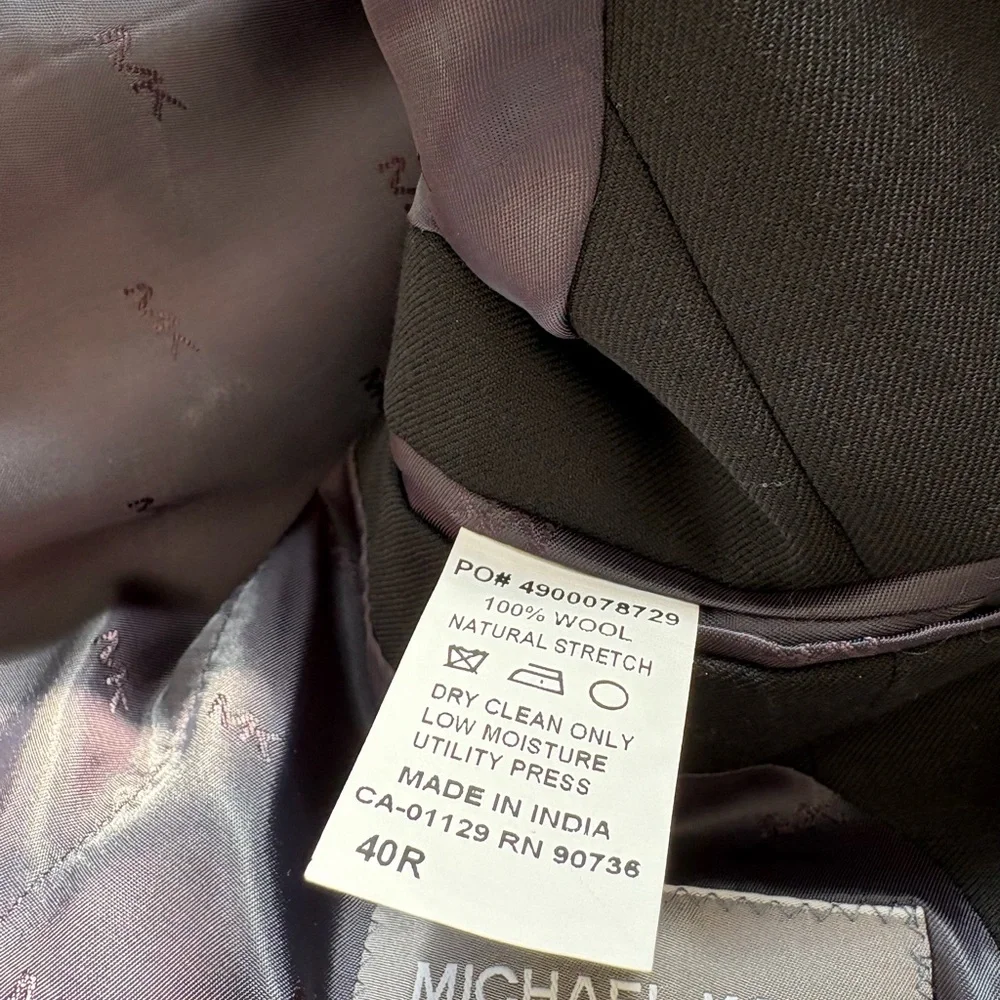 PO# 4900078729
100% WOOL
NATURAL STRETCH
DRY CLEAN ONLY
LOW MOISTURE
UTILITY PRESS
MADE IN INDIA
CA-01129 RN 90736
40R
MICHAEL